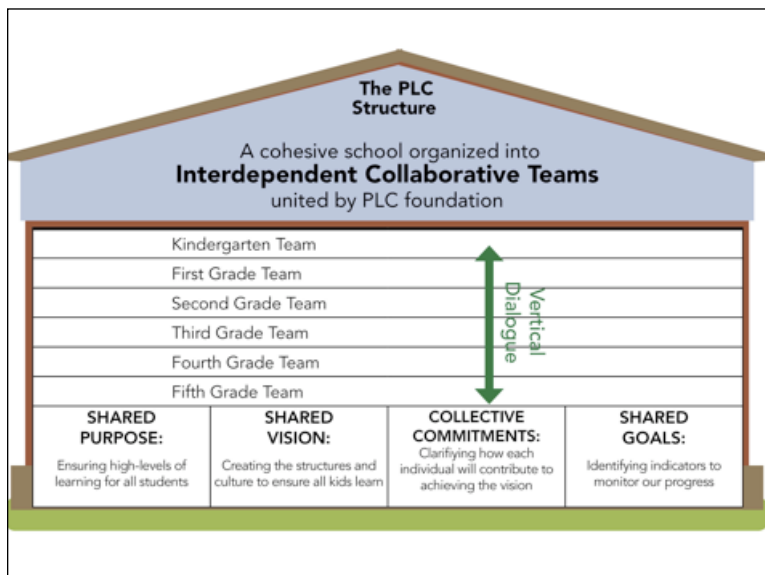 The PLC
Structure
A cohesive school organized into
Interdependent Collaborative Teams
united by PLC foundation
Kindergarten Team
First Grade Team
Second Grade Team
Third Grade Team
Fourth Grade Team
Fifth Grade Team
Vertical
Dialogue
SHARED
PURPOSE:
Ensuring high-levels of
learning for all students
SHARED
VISION:
Creating the structures and
culture to ensure all kids learn
COLLECTIVE
COMMITMENTS:
Clarifiying how each
individual will contribute to
achieving the vision
SHARED
GOALS:
Identifying indicators to
monitor our progress